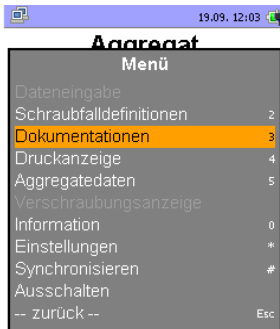 19.09. 12:03
Aggregat
Menü
Dateneingabe
Schraubfalldefinitionen 2
Dokumentationen 3
Druckanzeige 4
Aggregatedaten 5
Verschraubungsanzeige
Information 0
Einstellungen *
Synchronisieren #
Ausschalten
-- zurück -- Esc